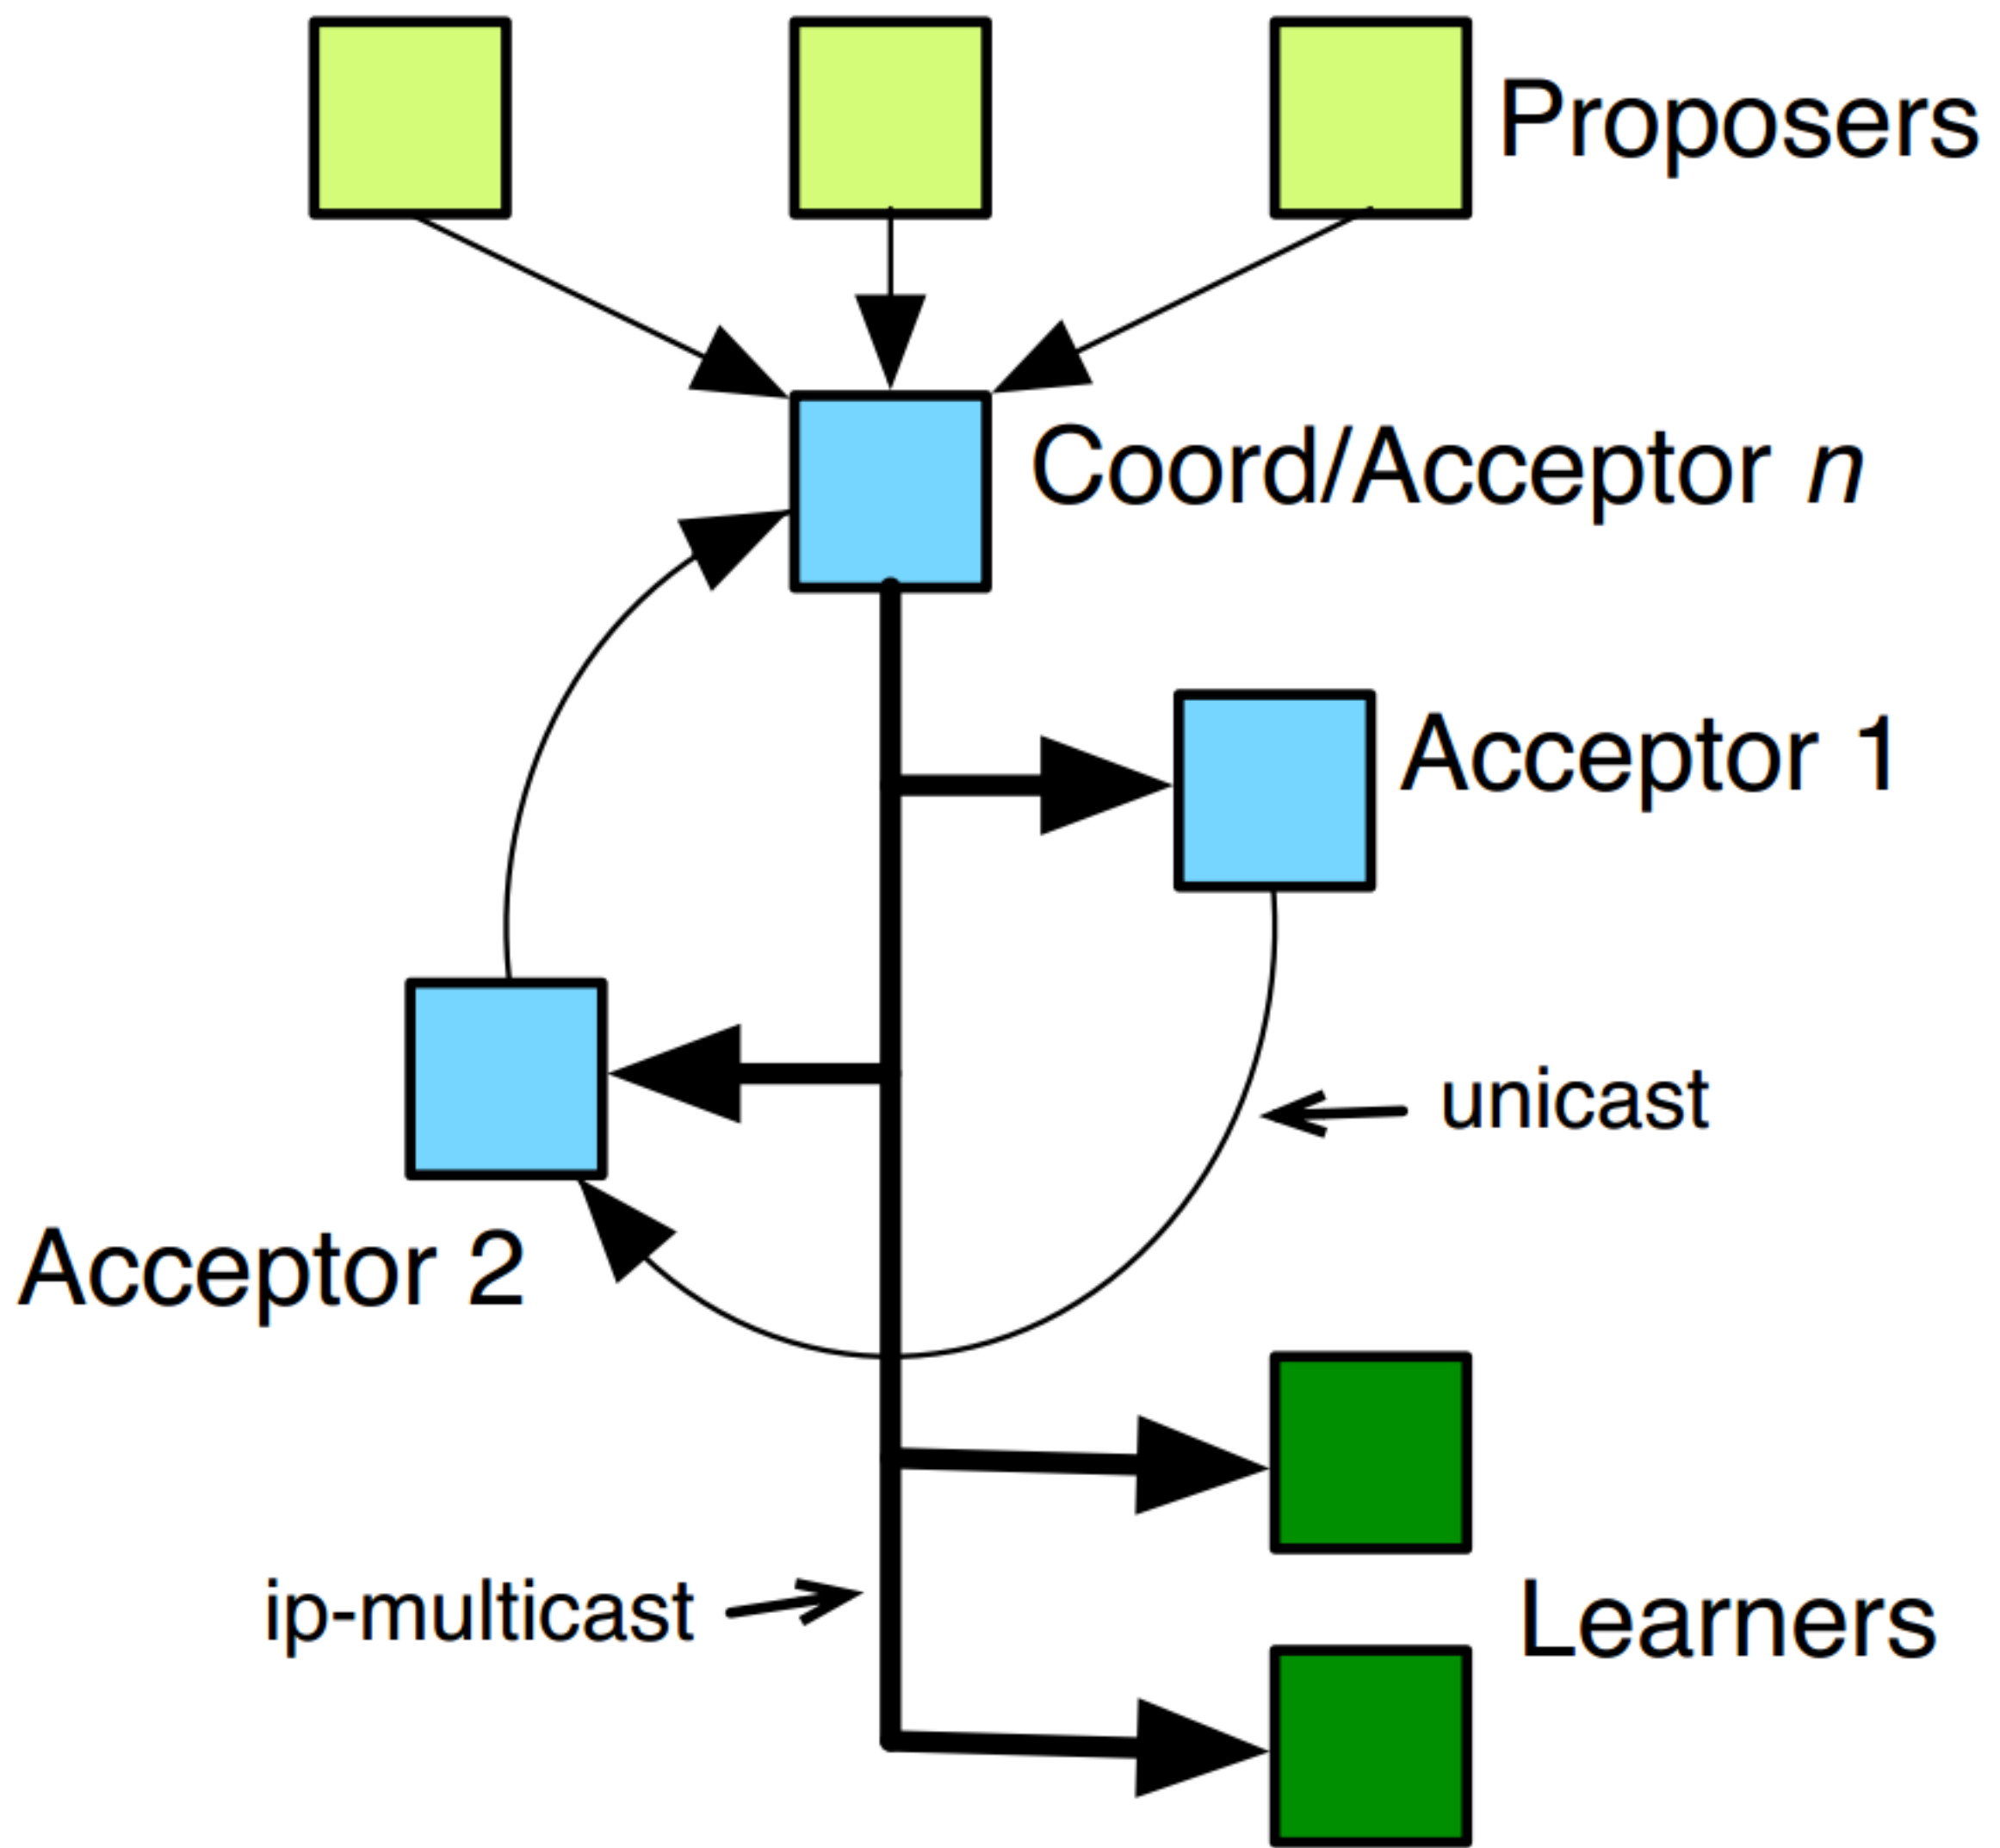 Proposers
Coord/Acceptor n
Acceptor 1
unicast
Acceptor 2
ip-multicast
Learners